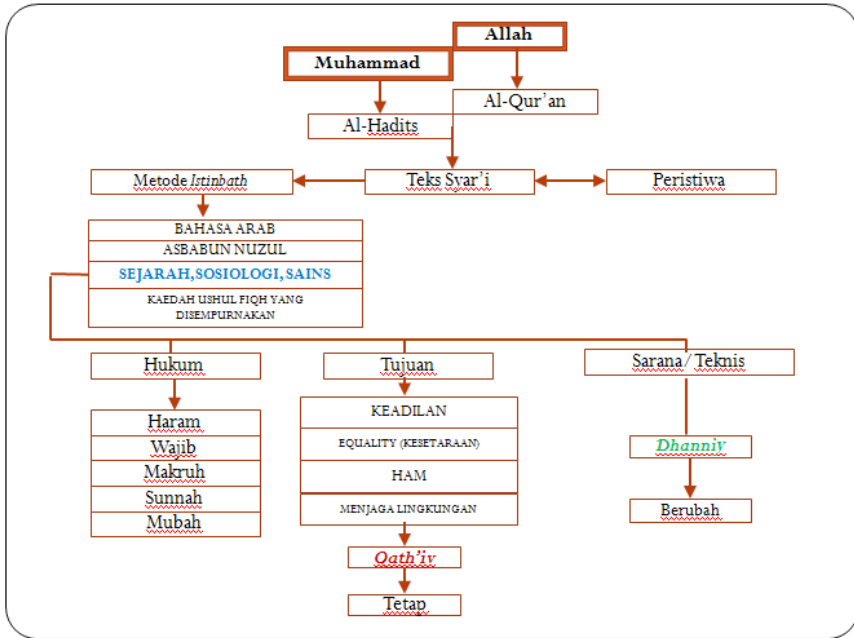 Allah
Muhammad
Al-Qur’an
Al-Hadits
Metode Istinbath
Teks Syar’i
Peristiwa
BAHASA ARAB
ASBABUN NUZUL
SEJARAH,SOSIOLOGI, SAINS
KAEDAH USHUL FIQH YANG
DISEMPURNAKAN
Hukum
Tujuan
Sarana/ Teknis
Haram
Wajib
Makruh
Sunnah
Mubah
KEADILAN
EQUALITY (KESETARAAN)
HAM
MENJAGA LINGKUNGAN
Qath’iy
Tetap
Dhanniy
Berubah